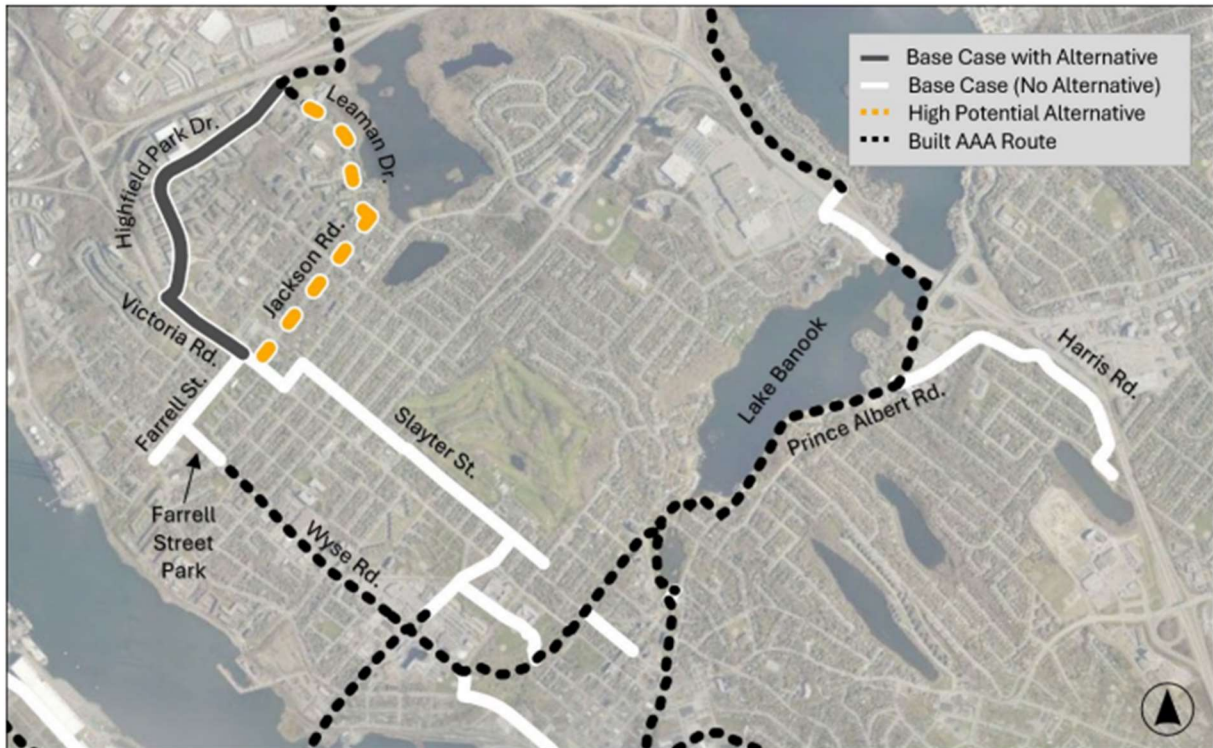 Base Case with Alternative
Base Case (No Alternative)
High Potential Alternative
Built AAA Route
Leaman Dr.
Highfield Park Dr.
Jackson Rd.
Victoria Rd.
Farrell St.
Slayter St.
Lake Banook
Harris Rd.
Prince Albert Rd.
Farrell
Street
Park
Wyse Rd.